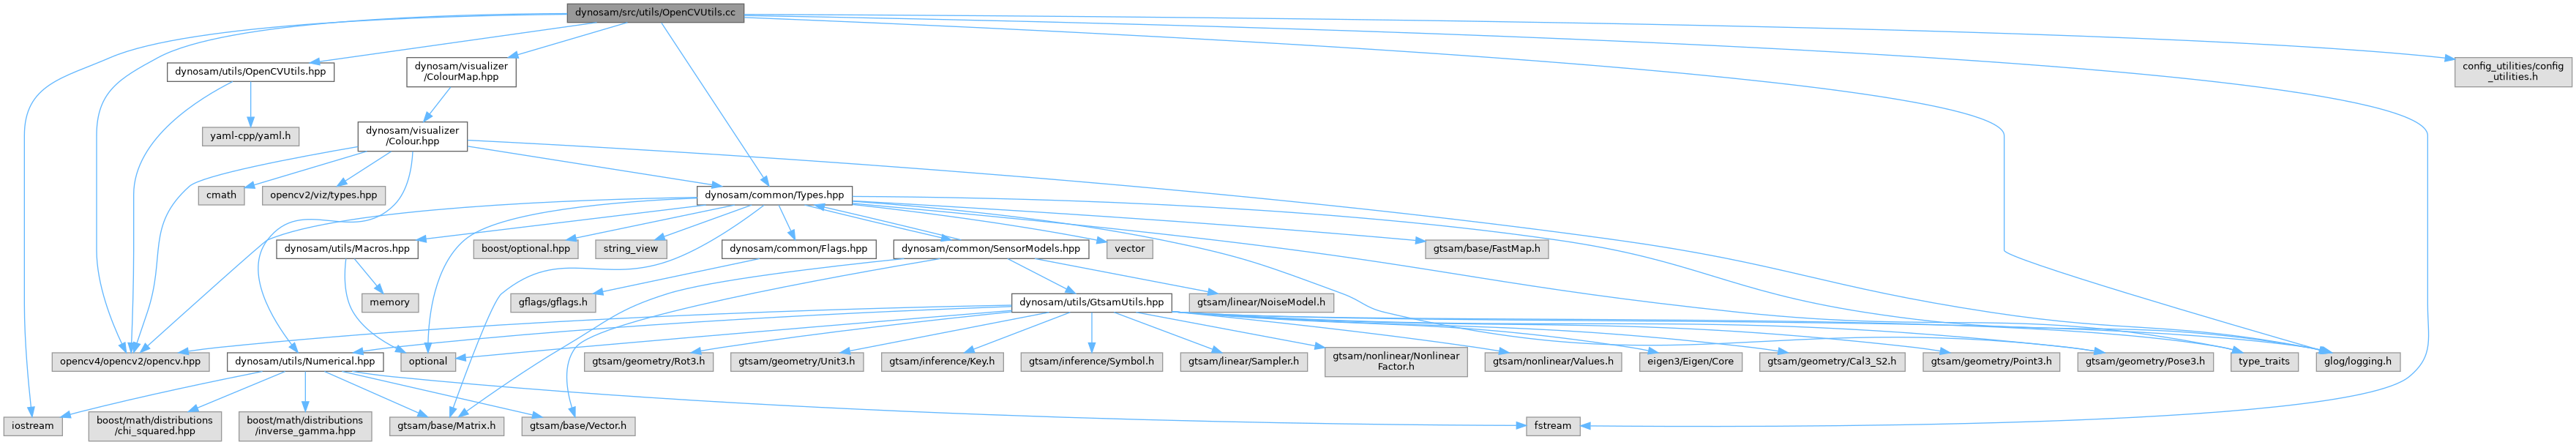 dynosam/src/utils/OpenCVUtils.cc
dynosam/utils/OpenCVUtils.hpp
dynosam/visualizer
/ColourMap.hpp
config_utilities/config
_utilities.h
yaml-cpp/yaml.h
dynosam/visualizer
/Colour.hpp
cmath
opencv2/viz/types.hpp
dynosam/common/Types.hpp
dynosam/utils/Macros.hpp
boost/optional.hpp
string_view
dynosam/common/Flags.hpp
dynosam/common/SensorModels.hpp
vector
gtsam/base/FastMap.h
memory
gflags/gflags.h
dynosam/utils/GtsamUtils.hpp
gtsam/linear/NoiseModel.h
opencv4/opencv2/opencv.hpp
dynosam/utils/Numerical.hpp
optional
gtsam/geometry/Rot3.h
gtsam/geometry/Unit3.h
gtsam/inference/Key.h
gtsam/inference/Symbol.h
gtsam/linear/Sampler.h
gtsam/nonlinear/Nonlinear
Factor.h
gtsam/nonlinear/Values.h
eigen3/Eigen/Core
gtsam/geometry/Cal3_S2.h
gtsam/geometry/Point3.h
gtsam/geometry/Pose3.h
type_traits
glog/logging.h
iostream
boost/math/distributions
/chi_squared.hpp
boost/math/distributions
/inverse_gamma.hpp
gtsam/base/Matrix.h
gtsam/base/Vector.h
fstream